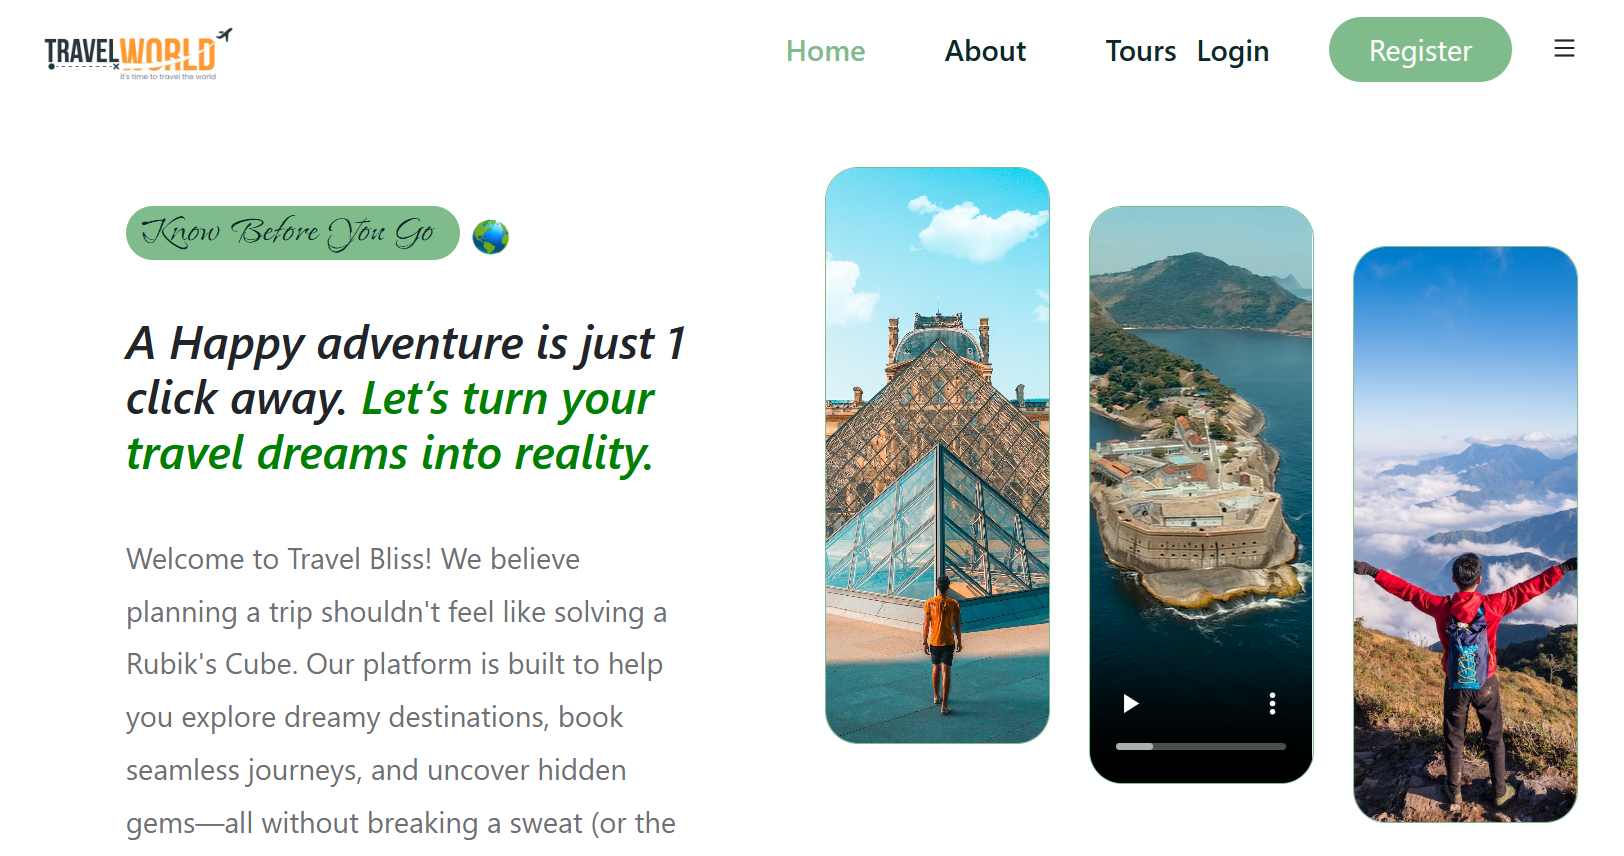 TRAVELWORLD
it's time to travel the world
Home About Tours Login Register
Know Before You Go
A Happy adventure is just 1
click away. Let's turn your
travel dreams into reality.
Welcome to Travel Bliss! We believe
planning a trip shouldn't feel like solving a
Rubik's Cube. Our platform is built to help
you explore dreamy destinations, book
seamless journeys, and uncover hidden
gems—all without breaking a sweat (or the